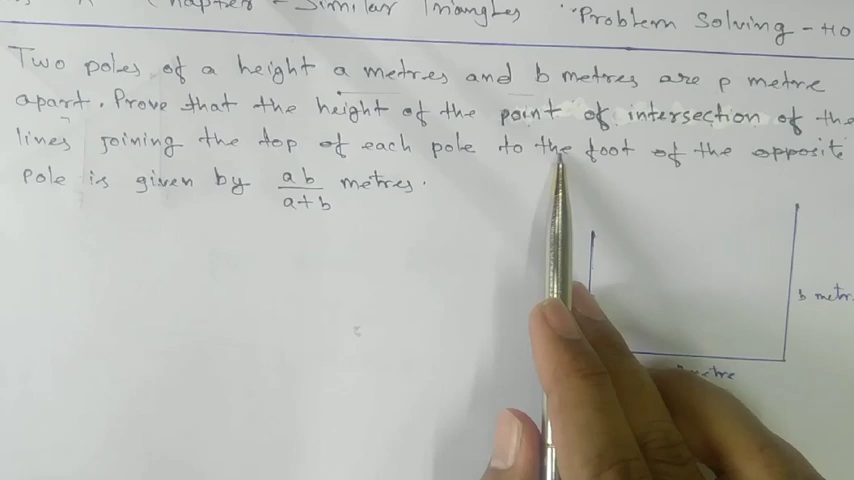 Chapter - Similar Triangles "Problem Solving -
Two poles of a height a metres and b metres are p metre
apart. Prove that the height of the point of intersection of the
lines joining the top of each pole to the foot of the opposite
pole is given by ab/a+b metres.
b metr
metre